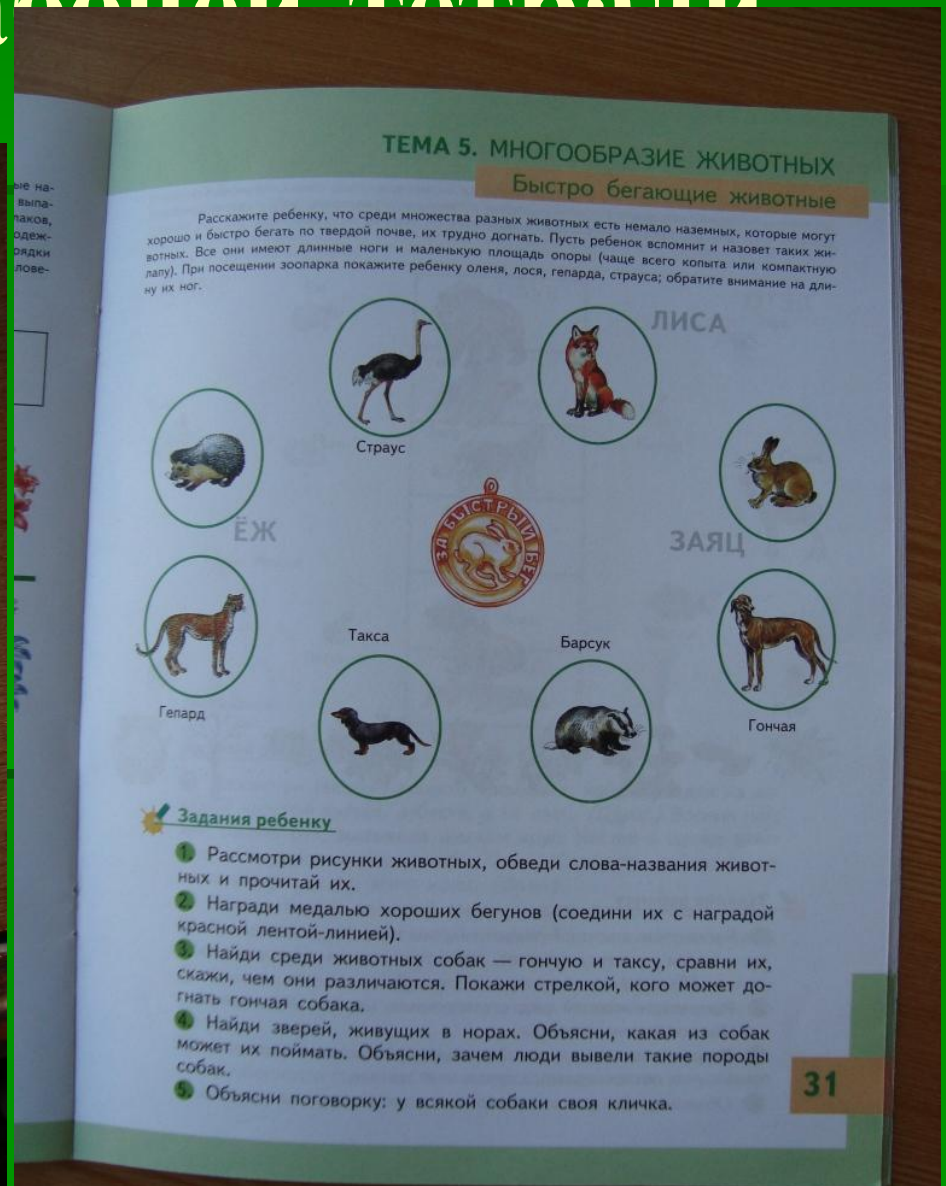 ые на-
выпа-
лаков,
одеж-
рядки
лове-
ТЕМА 5. МНОГООБРАЗИЕ ЖИВОТНЫХ
Быстро бегающие животные
Расскажите ребенку, что среди множества разных животных есть немало наземных, которые могут
хорошо и быстро бегать по твердой почве, их трудно догнать. Пусть ребенок вспомнит и назовет таких жи-
вотных. Все они имеют длинные ноги и маленькую площадь опоры (чаще всего копыта или компактную
лапу). При посещении зоопарка покажите ребенку оленя, лося, гепарда, страуса; обратите внимание на дли-
ну их ног.
ЛИСА
Страус
ЁЖ
ЗА БЫСТРЫЙ БЕГ
ЗАЯЦ
Такса
Барсук
Гепард
Гончая
Задания ребенку
1. Рассмотри рисунки животных, обведи слова-названия живот-
ных и прочитай их.
2. Награди медалью хороших бегунов (соедини их с наградой
красной лентой-линией).
3. Найди среди животных собак — гончую и таксу, сравни их,
скажи, чем они различаются. Покажи стрелкой, кого может до-
гнать гончая собака.
4. Найди зверей, живущих в норах. Объясни, какая из собак
может их поймать. Объясни, зачем люди вывели такие породы
собак.
5. Объясни поговорку: у всякой собаки своя кличка.
31